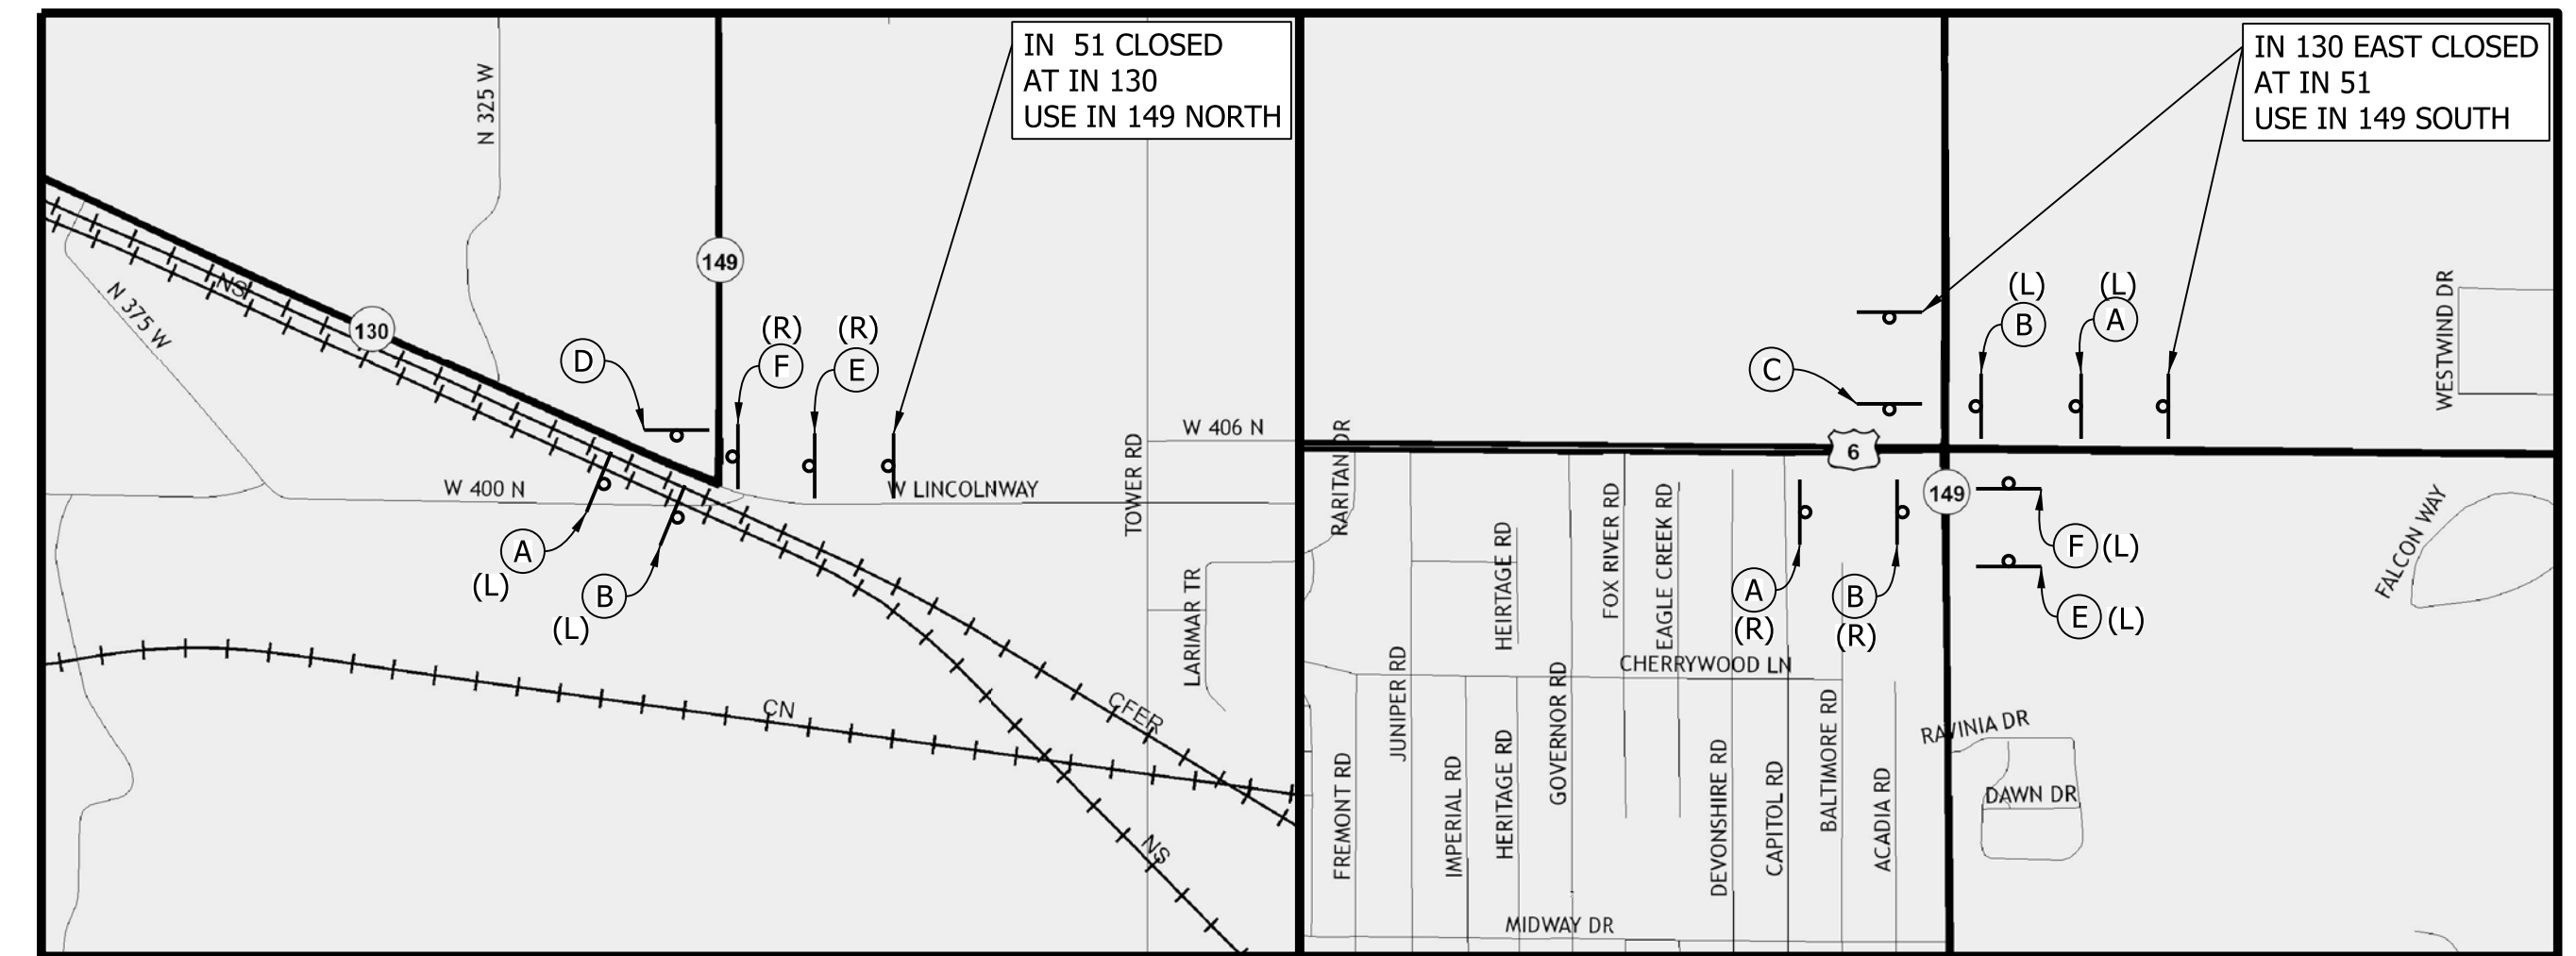 IN 51 CLOSED
AT IN 130
USE IN 149 NORTH
N 325 W
149
NS
N 375 W
130
D
(R)
F
(R)
E
W 406 N
TOWER RD
W 400 N
W LINCOLNWAY
A
(L)
B
(L)
LARIMAR TR
CN
CFER
NS
IN 130 EAST CLOSED
AT IN 51
USE IN 149 SOUTH
(L)
B
(L)
A
C
WESTWIND DR
6
149
RARITAN DR
FOX RIVER RD
EAGLE CREEK RD
HEIRTAGE RD
A
(R)
B
(R)
F (L)
E (L)
FALCON WAY
CHERRYWOOD LN
JUNIPER RD
GOVERNOR RD
BALTIMORE RD
RAVINIA DR
FREMONT RD
IMPERIAL RD
HERITAGE RD
DEVONSHIRE RD
CAPITOL RD
ACADIA RD
DAWN DR
MIDWAY DR